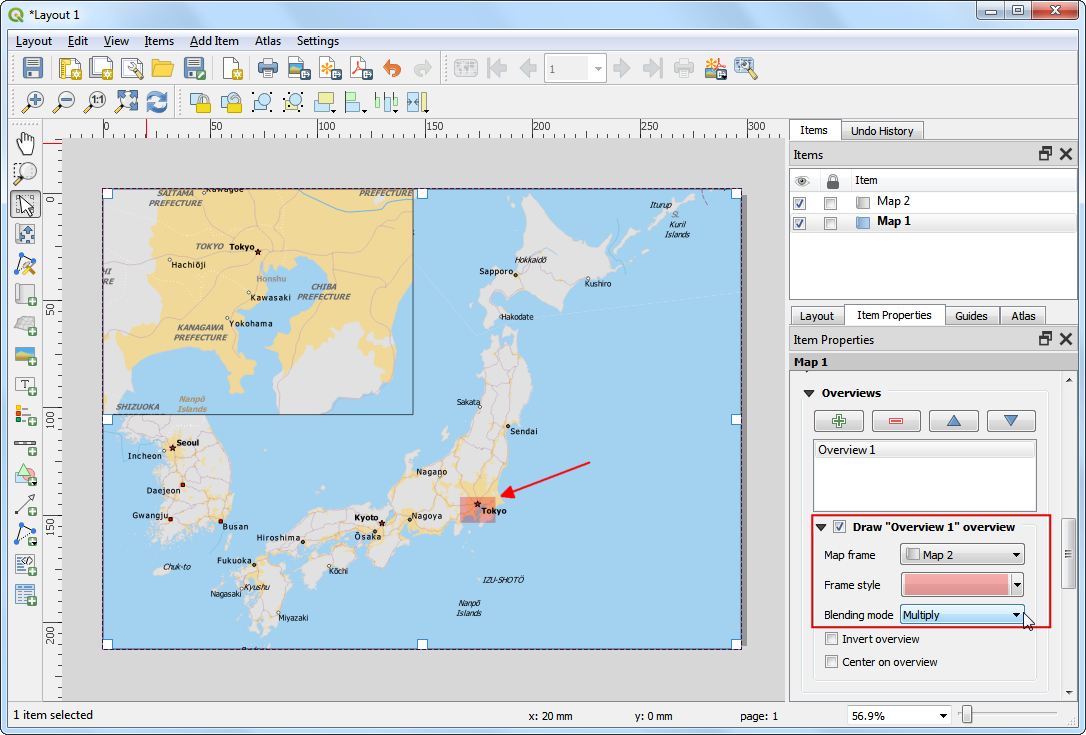 *Layout 1
Layout Edit View Items Add Item Atlas Settings
1
1:1
0 50 100 150 200 250 300
0
50
100
150
200
Items Undo History
Items
Item
Map 2
Map 1
Layout Item Properties Guides Atlas
Item Properties
Map 1
Overviews
Overview 1
Draw "Overview 1" overview
Map frame Map 2
Frame style
Blending mode Multiply
Invert overview
Center on overview
SAITAMA
PREFECTURE
Kawagoe
PREFECTURE
TOKYO Tokyo
Hachiōji
HI
RE
Honshu
CHIBA
PREFECTURE
Kawasaki
Yokohama
KANAGAWA
PREFECTURE
SHIZUOKA
Nanpō
Islands
Iturup
SL
Kuril
Islands
Hokkaidō
Sapporo
Kushiro
Hakodate
Sakata
Sendai
Seoul
Incheon
Daejeon
Gwangju
Busan
Nagano
Tokyo
Kyoto
Nagoya
Ōsaka
Hiroshima
Fukuoka
Kōchi
Chuk-to
Nagasaki
Kyushu
Miyazaki
IZU-SHOTŌ
Nanpō
Islands
1 item selected
x: 20 mm y: 0 mm page: 1 56.9%